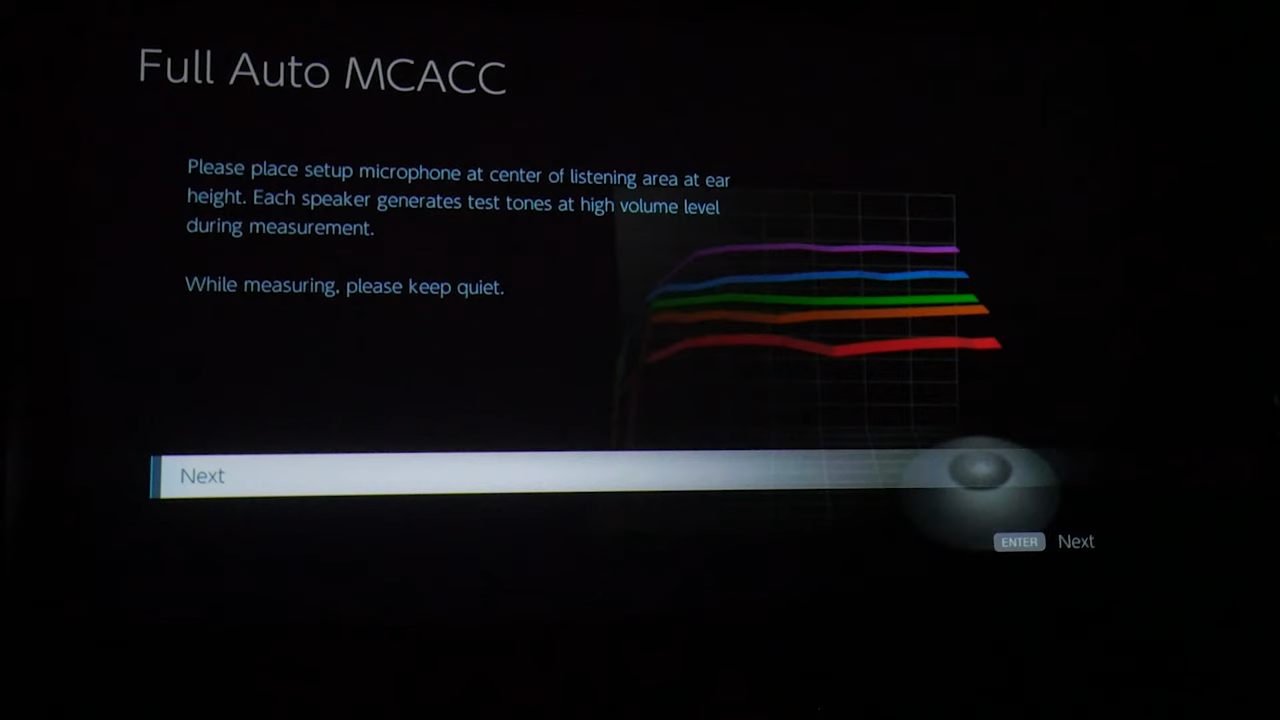 Full Auto MCACC
Please place setup microphone at center of listening area at ear
height. Each speaker generates test tones at high volume level
during measurement.
While measuring, please keep quiet.
Next
ENTER Next